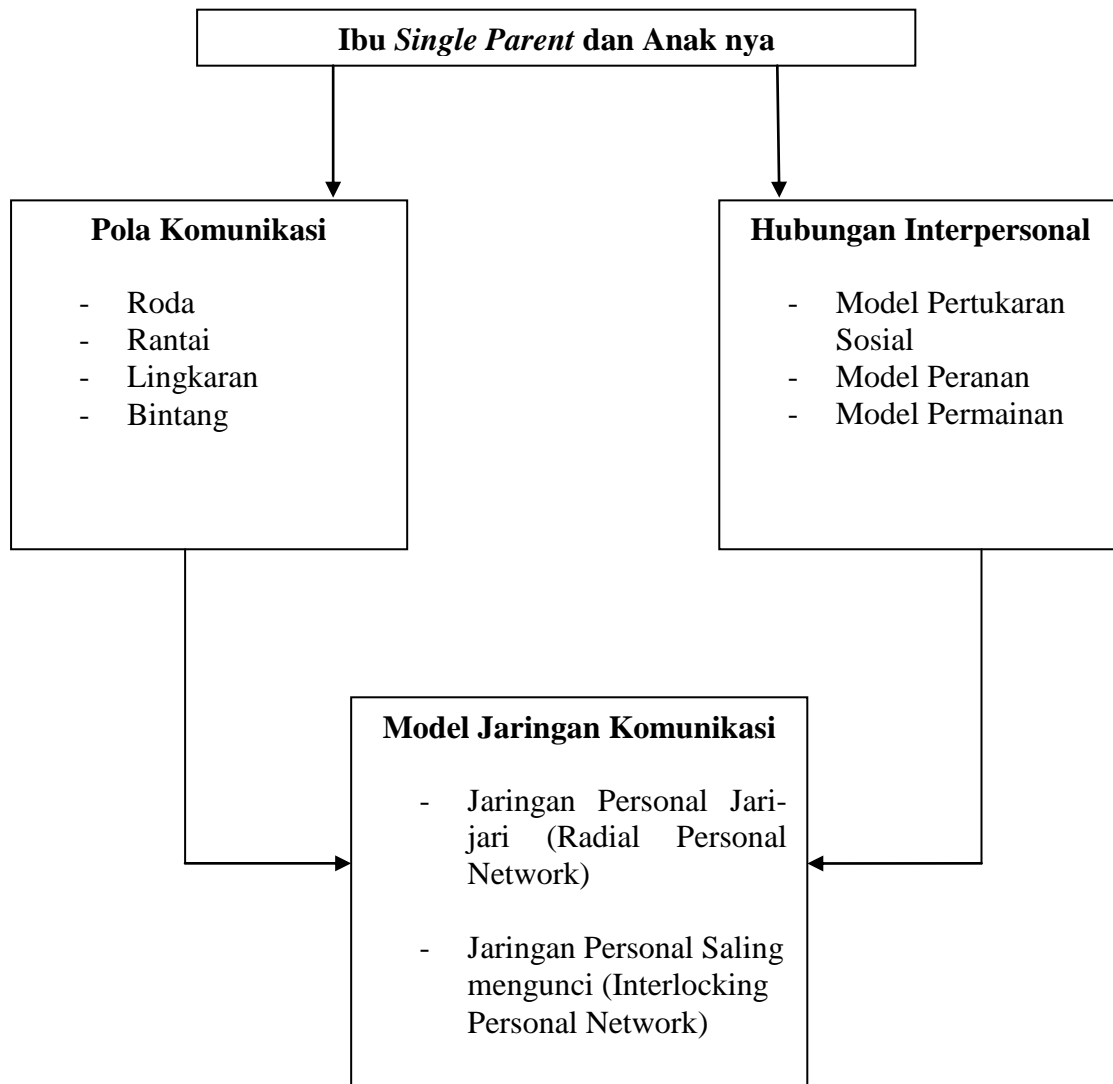 Ibu Single Parent dan Anak nya
Pola Komunikasi
- Roda
- Rantai
- Lingkaran
- Bintang
Hubungan Interpersonal
- Model Pertukaran
Sosial
- Model Peranan
- Model Permainan
Model Jaringan Komunikasi
- Jaringan Personal Jari-
jari (Radial Personal
Network)
- Jaringan Personal Saling
mengunci (Interlocking
Personal Network)